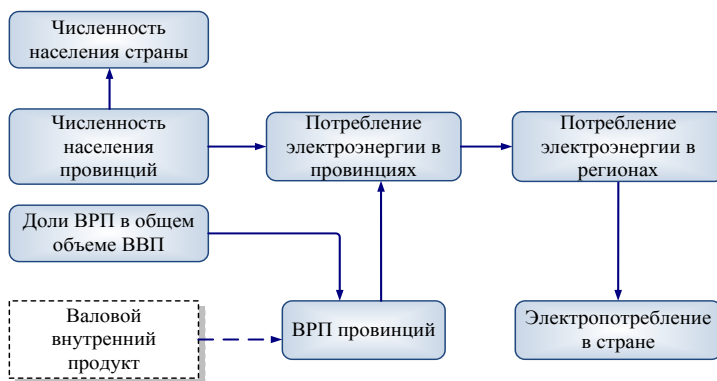 Численность
населения страны
Численность
населения
провинций
Потребление
электроэнергии в
провинциях
Потребление
электроэнергии в
регионах
Доли ВРП в общем
объеме ВВП
Валовой
внутренний
продукт
ВРП провинций
Электропотребление
в стране